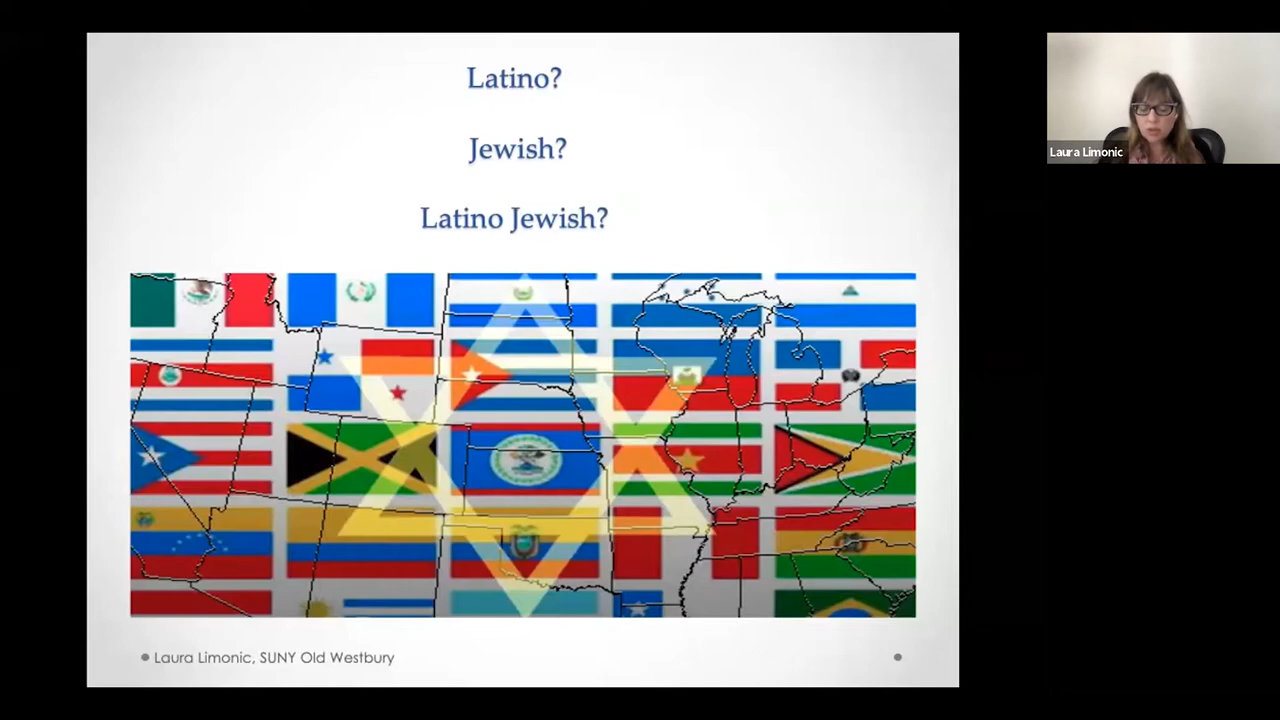 Latino?
Jewish?
Latino Jewish?
Laura Limonic
Laura Limonic, SUNY Old Westbury